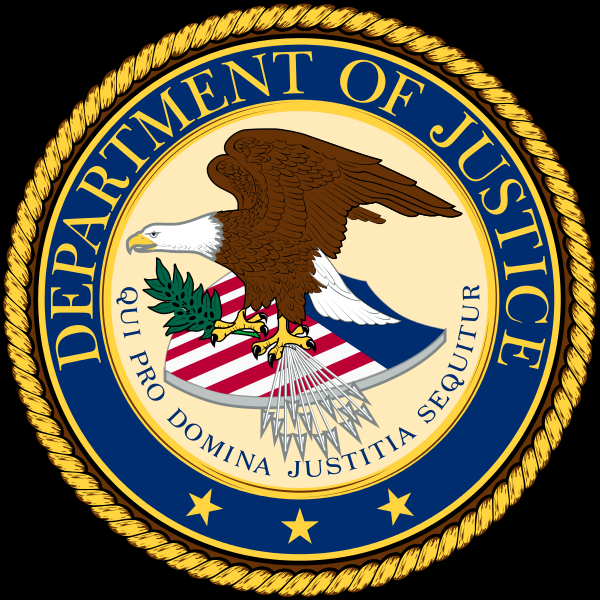 DEPARTMENT OF JUSTICE
QUI PRO DOMINA JUSTITIA SEQUITUR